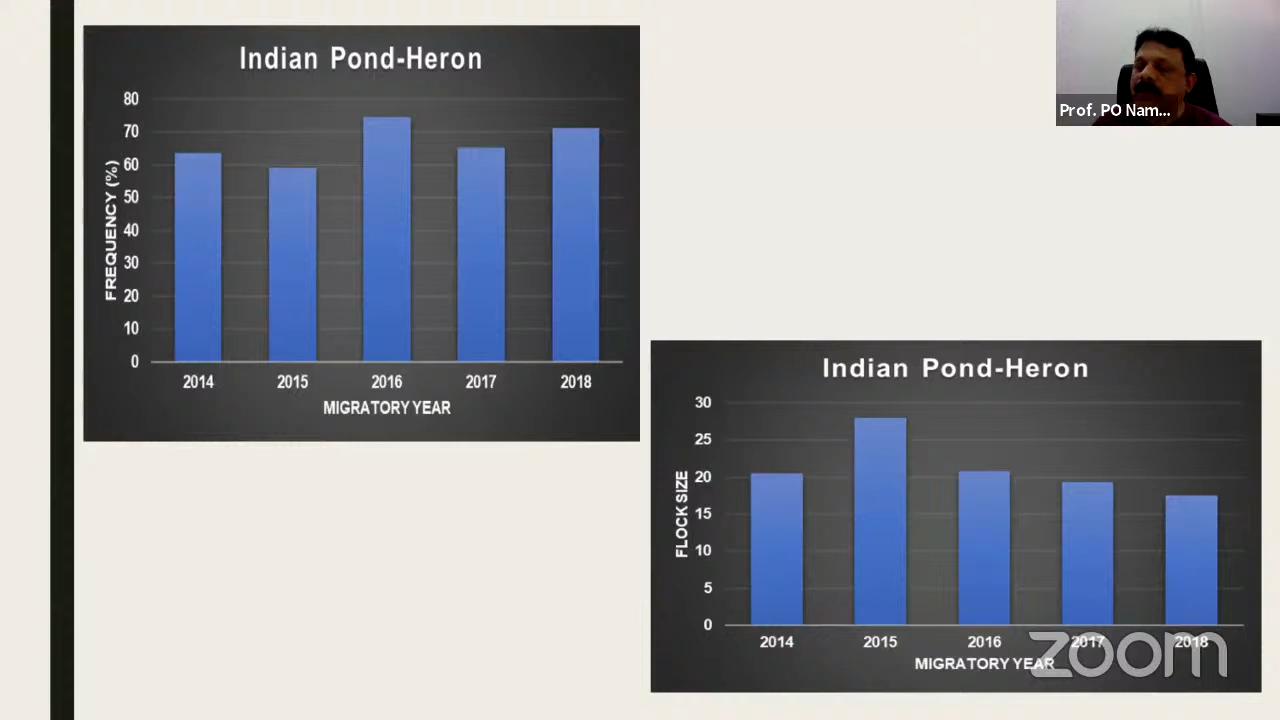 Indian Pond-Heron
80
70
60
50
40
30
20
10
0
FREQUENCY (%)
2014 2015 2016 2017 2018
MIGRATORY YEAR
Prof. PO Nam...
Indian Pond-Heron
30
25
20
15
10
5
0
FLOCK SIZE
2014 2015 2016 2017 2018
MIGRATORY YEAR
zoom